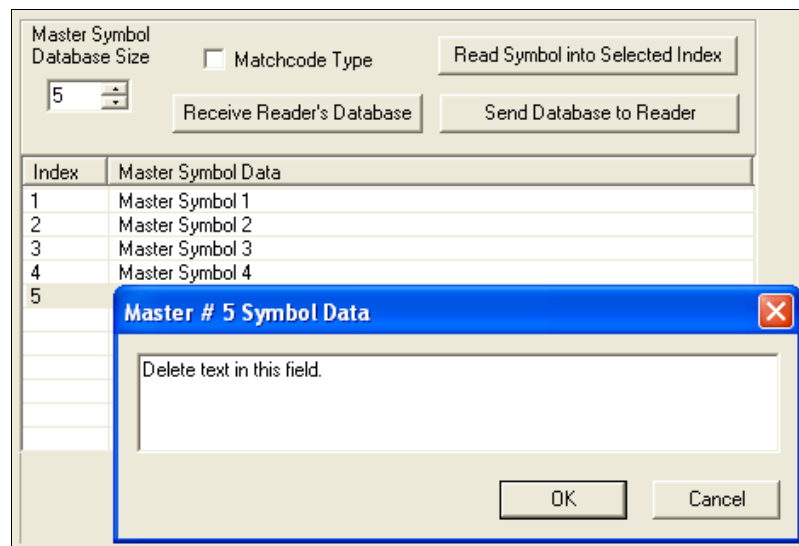 Master Symbol
Database Size
Matchcode Type
Read Symbol into Selected Index
5
Receive Reader's Database
Send Database to Reader
Index Master Symbol Data
1 Master Symbol 1
2 Master Symbol 2
3 Master Symbol 3
4 Master Symbol 4
5
Master # 5 Symbol Data
Delete text in this field.
OK Cancel